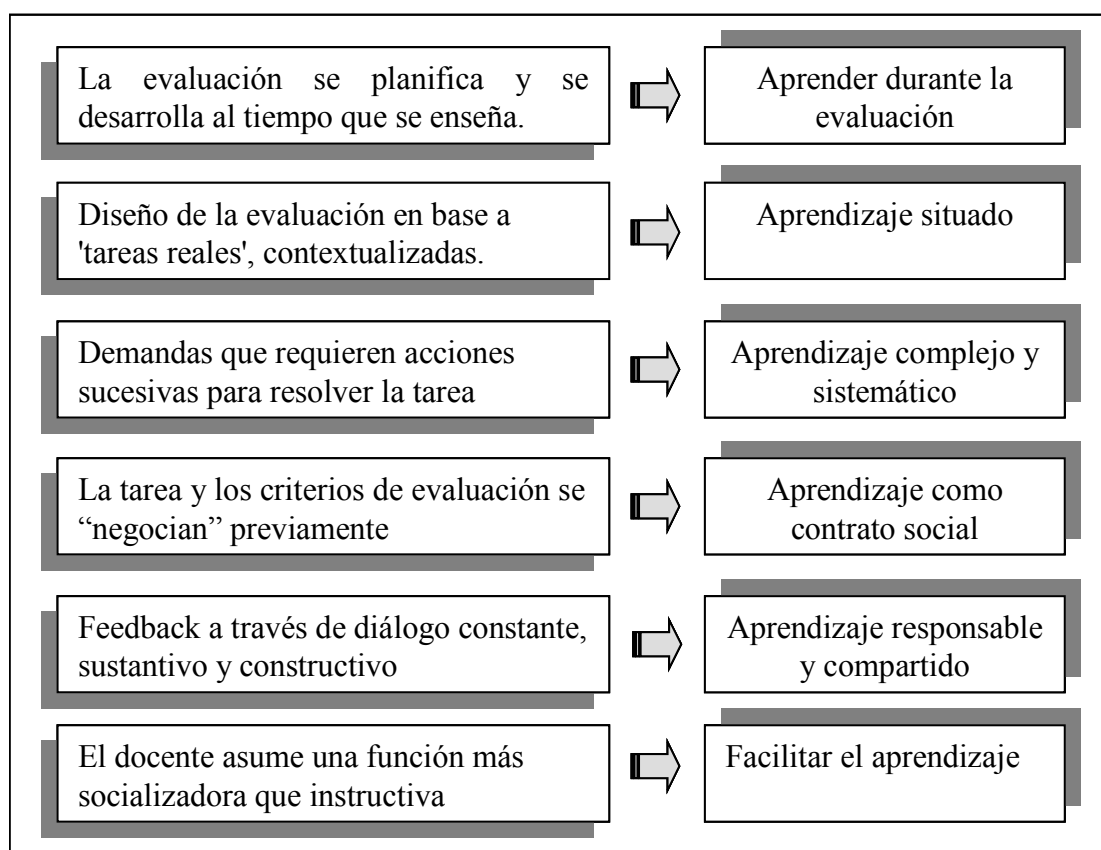 La evaluación se planifica y se
desarrolla al tiempo que se enseña.
Aprender durante la
evaluación
Diseño de la evaluación en base a
'tareas reales', contextualizadas.
Aprendizaje situado
Demandas que requieren acciones
sucesivas para resolver la tarea
Aprendizaje complejo y
sistemático
La tarea y los criterios de evaluación se
“negocian” previamente
Aprendizaje como
contrato social
Feedback a través de diálogo constante,
sustantivo y constructivo
Aprendizaje responsable
y compartido
El docente asume una función más
socializadora que instructiva
Facilitar el aprendizaje